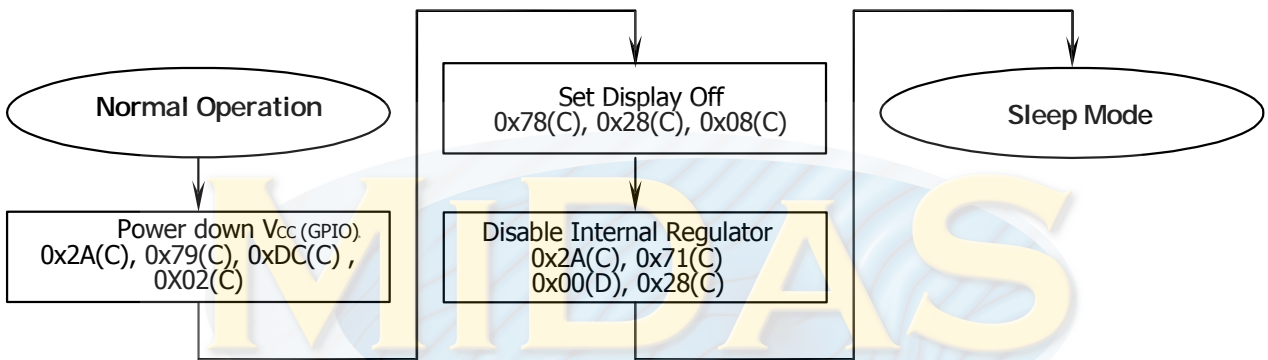 Normal Operation
Power down VCC (GPIO)
0x2A(C), 0x79(C), 0xDC(C) ,
0X02(C)
Set Display Off
0x78(C), 0x28(C), 0x08(C)
Disable Internal Regulator
0x2A(C), 0x71(C)
0x00(D), 0x28(C)
Sleep Mode
MIDAS